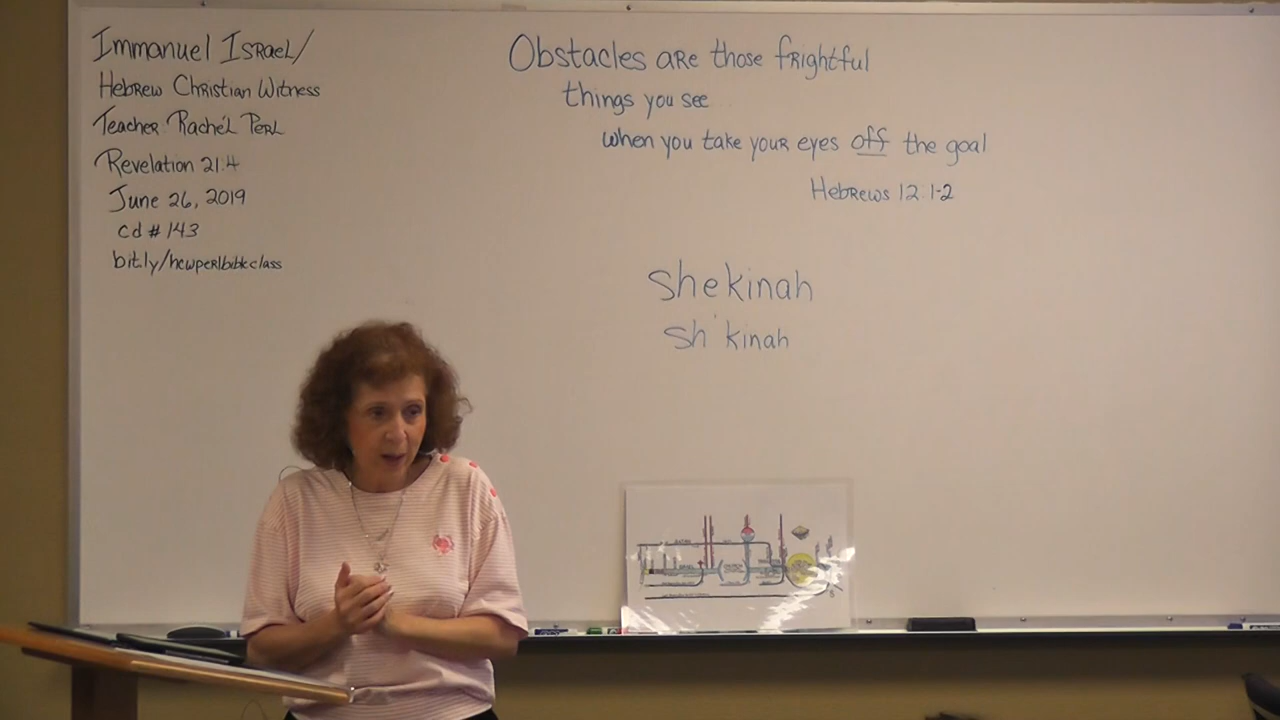 Immanuel Israel/
Hebrew Christian Witness
Teacher: Rachel Perl
Revelation 21:4
June 26, 2019
cd # 143
bit.ly/hcwperlbibleclass
Obstacles are those frightful
things you see
when you take your eyes off the goal
Hebrews 12:1-2
Shekinah
Sh'kinah